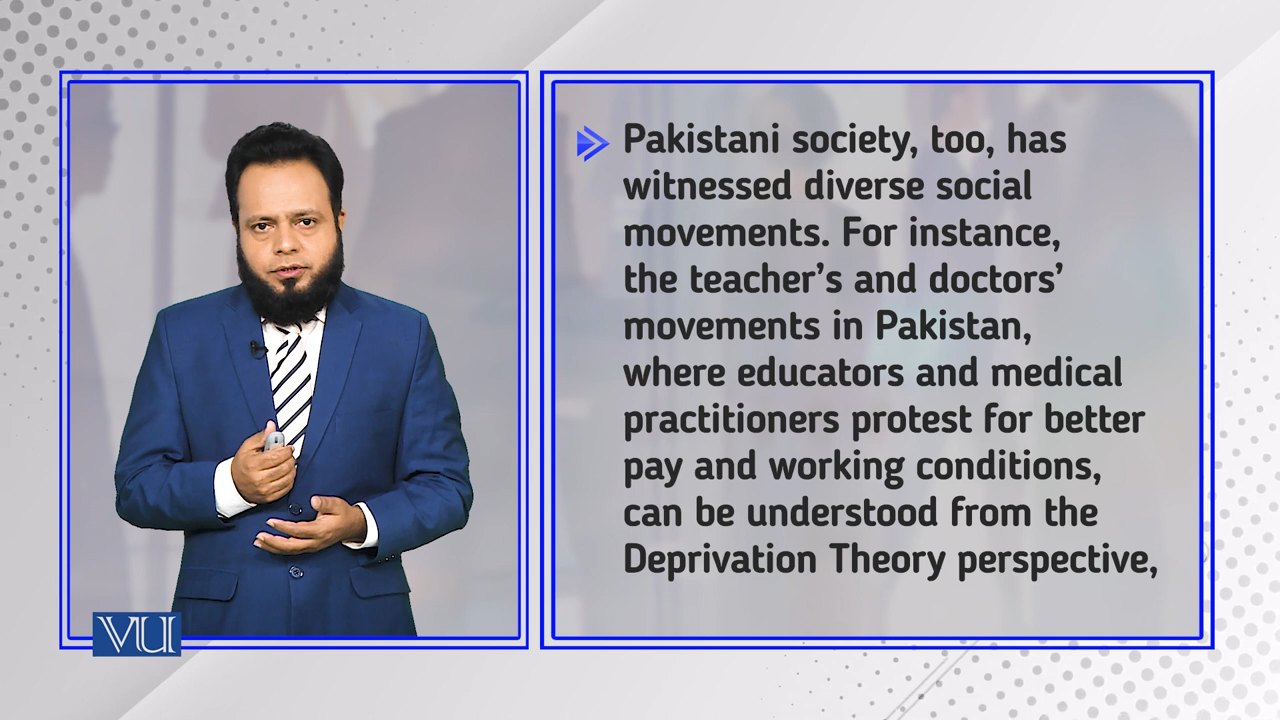 Pakistani society, too, has
witnessed diverse social
movements. For instance,
the teacher’s and doctors’
movements in Pakistan,
where educators and medical
practitioners protest for better
pay and working conditions,
can be understood from the
Deprivation Theory perspective,
VU